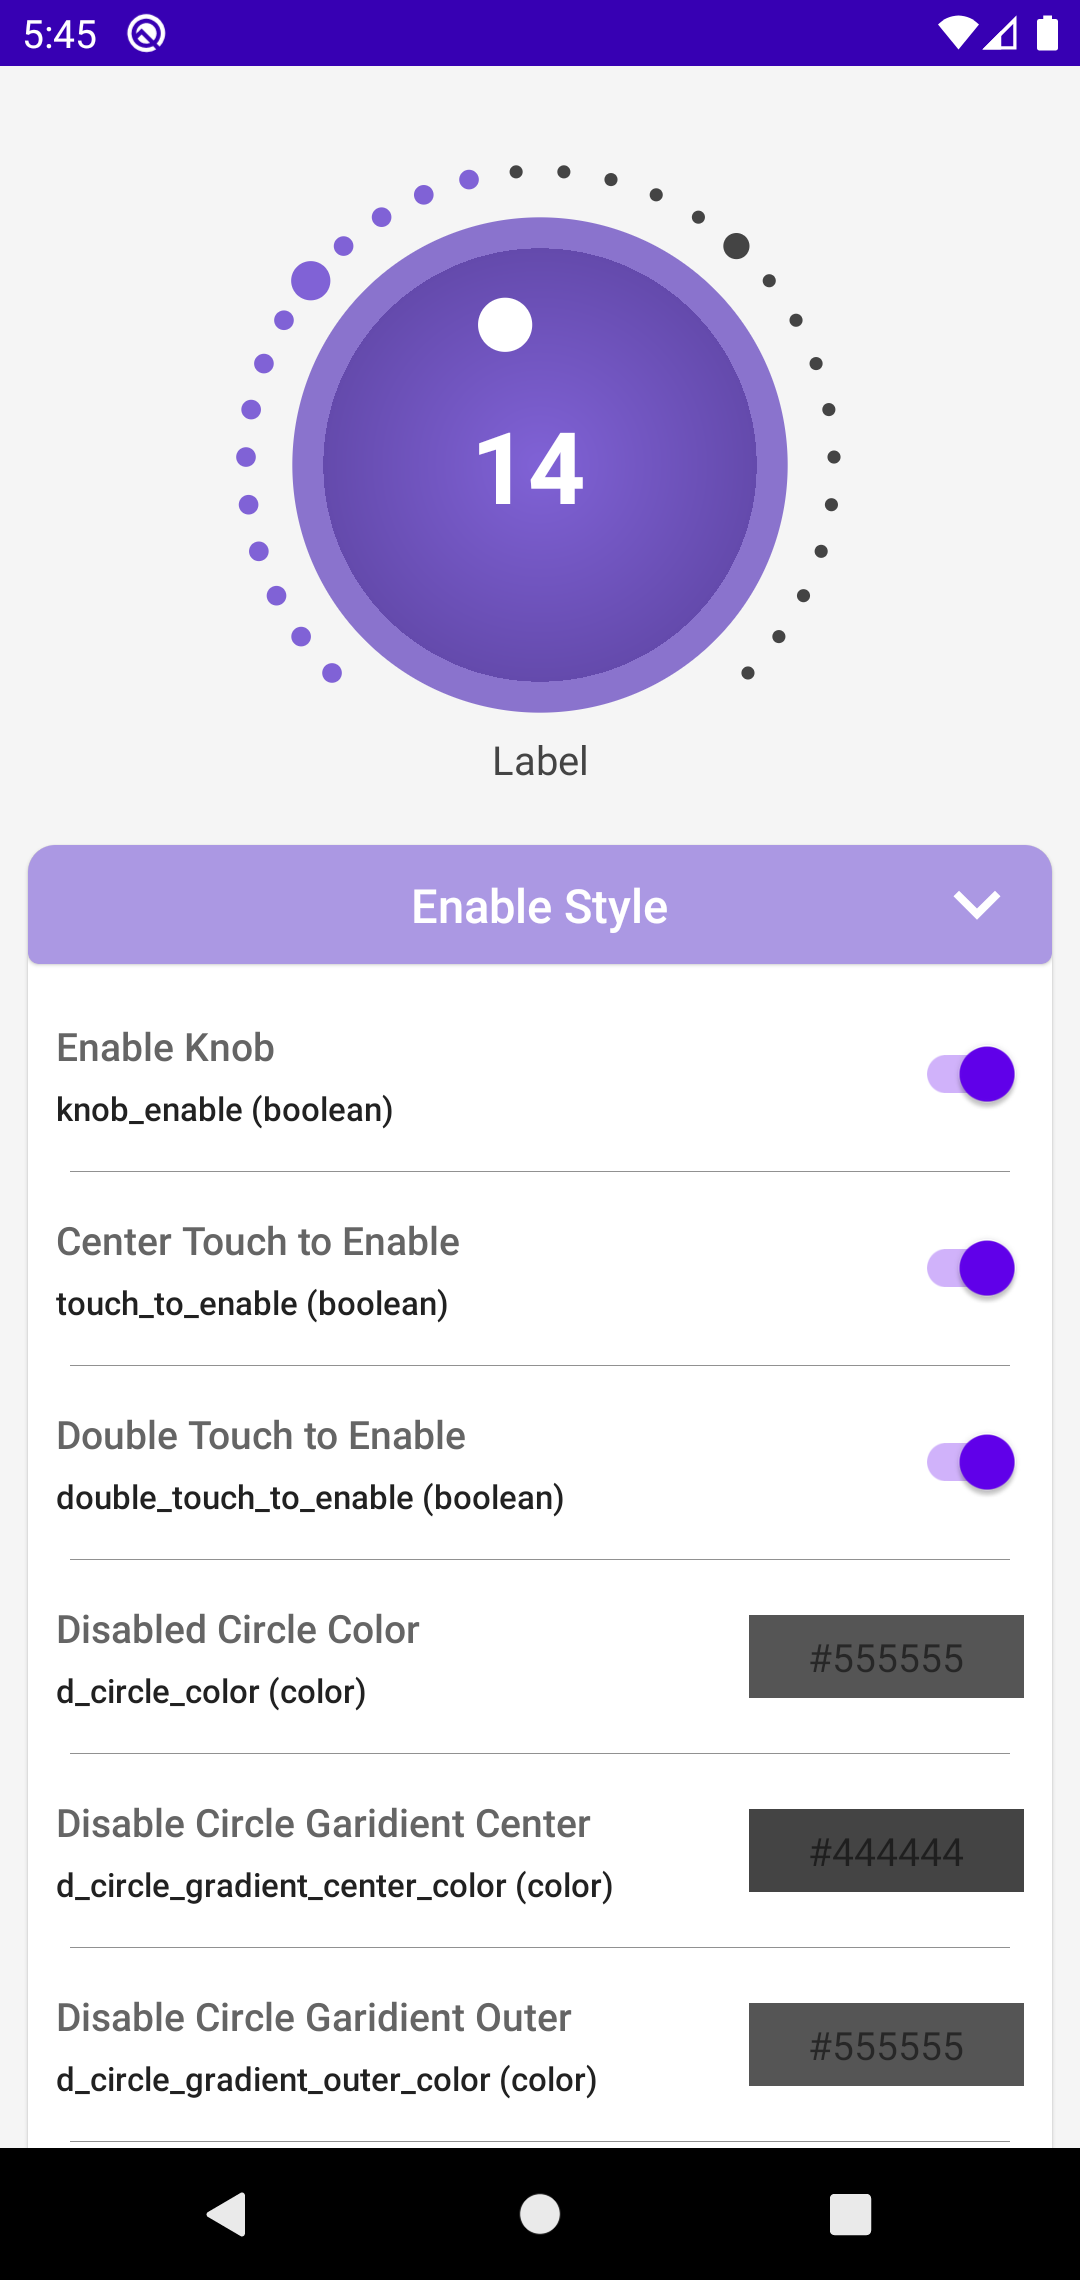 5:45
14
Label
Enable Style
Enable Knob
knob_enable (boolean)
Center Touch to Enable
touch_to_enable (boolean)
Double Touch to Enable
double_touch_to_enable (boolean)
Disabled Circle Color
#555555
d_circle_color (color)
Disable Circle Garidient Center
#444444
d_circle_gradient_center_color (color)
Disable Circle Garidient Outer
#555555
d_circle_gradient_outer_color (color)